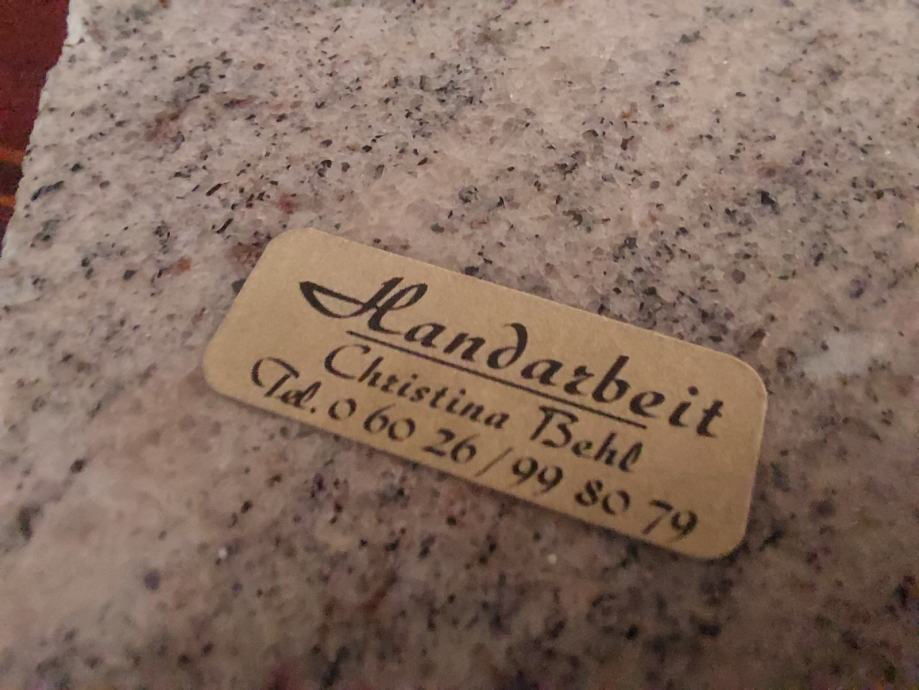 Handarbeit
Christina Behl
Tel. 0 60 26 / 99 80 79